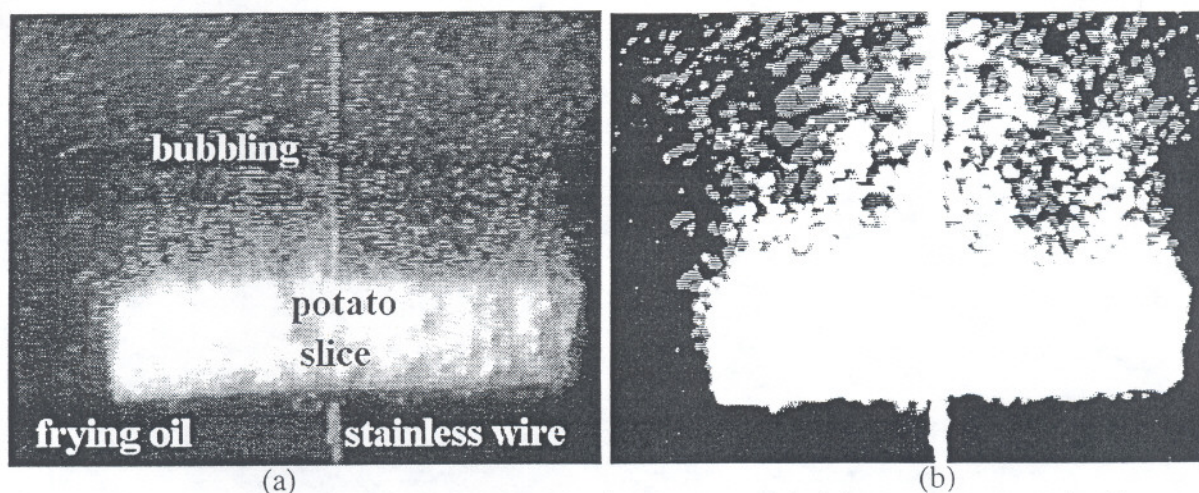 bubbling
potato
slice
frying oil
stainless wire
(a)
(b)